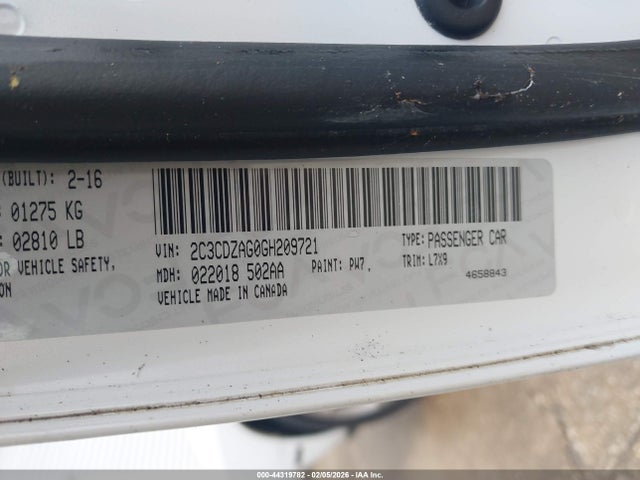 (BUILT): 2-16
: 01275 KG
: 02810 LB
OR VEHICLE SAFETY,
ON
VIN: 2C3CDZAG0GH209721
TYPE: PASSENGER CAR
MDH: 022018 502AA
PAINT: PW7,
TRIM: L7X9
VEHICLE MADE IN CANADA
4658843
000-44319782 - 02/05/2026 - IAA Inc.